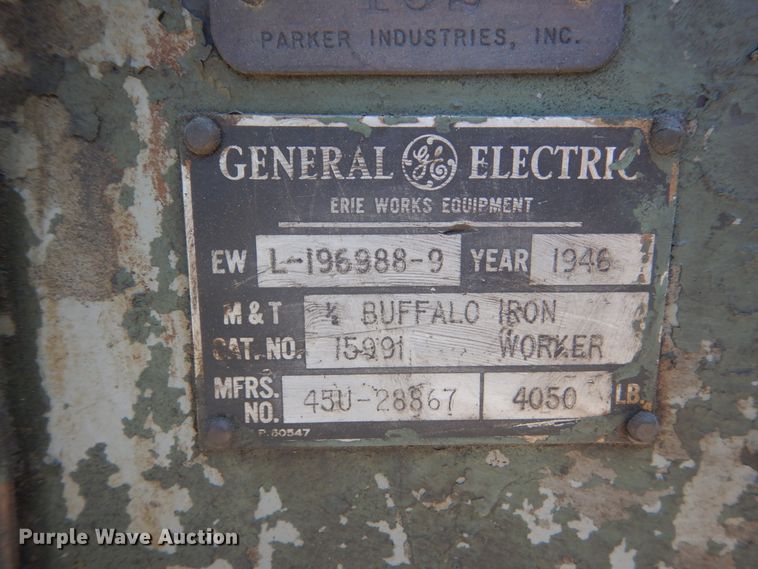 PARKER INDUSTRIES, INC.
GENERAL GE ELECTRIC
ERIE WORKS EQUIPMENT
EW L-196988-9 YEAR 1946
M & T ½ BUFFALO IRON
CAT. NO. 15991 WORKER
MFRS. NO. 45U-28867 4050 LB.
P. 60547
Purple Wave Auction